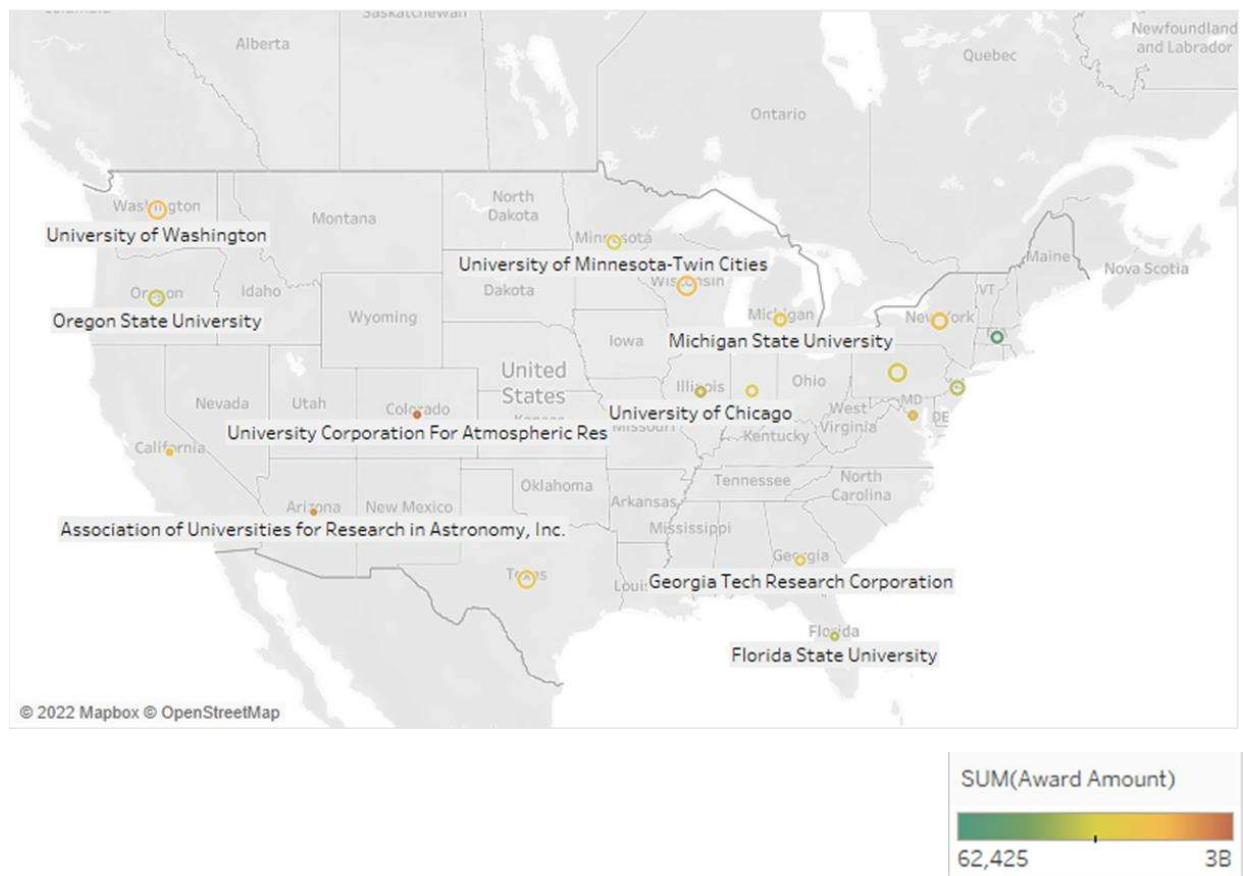 Saskatchewan
Newfoundland
and Labrador
Alberta
Quebec
Ontario
Washington
University of Washington
Montana
North
Dakota
Minnesota
University of Minnesota-Twin Cities
Wisconsin
Maine
Nova Scotia
Oregon
Idaho
Oregon State University
Dakota
Wyoming
Michigan
Michigan State University
New York
VT
Iowa
United
States
Nevada
Utah
Colorado
University Corporation For Atmospheric Res
Illinois
Ohio
University of Chicago
MD
DE
West
Virginia
Missouri
Kentucky
California
Arizona
New Mexico
Oklahoma
Arkansas
Tennessee
North
Carolina
Association of Universities for Research in Astronomy, Inc.
Mississippi
Texas
Georgia
Georgia Tech Research Corporation
Florida
Florida State University
© 2022 Mapbox © OpenStreetMap
SUM(Award Amount)
62,425
3B